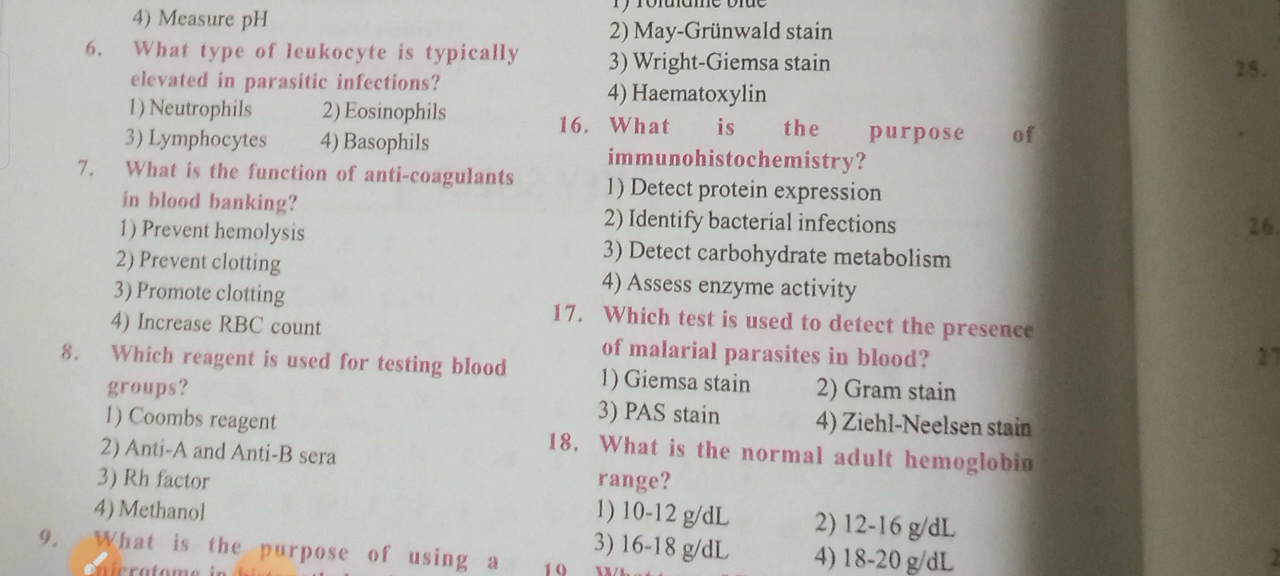 4) Measure pH
6. What type of leukocyte is typically
elevated in parasitic infections?
1) Neutrophils 2) Eosinophils
3) Lymphocytes 4) Basophils
7. What is the function of anti-coagulants
in blood banking?
1) Prevent hemolysis
2) Prevent clotting
3) Promote clotting
4) Increase RBC count
8. Which reagent is used for testing blood
groups?
1) Coombs reagent
2) Anti-A and Anti-B sera
3) Rh factor
4) Methanol
9. What is the purpose of using a
2) May-Grünwald stain
3) Wright-Giemsa stain
4) Haematoxylin
16. What is the purpose of
immunohistochemistry?
1) Detect protein expression
2) Identify bacterial infections
3) Detect carbohydrate metabolism
4) Assess enzyme activity
17. Which test is used to detect the presence
of malarial parasites in blood?
1) Giemsa stain 2) Gram stain
3) PAS stain 4) Ziehl-Neelsen stain
18. What is the normal adult hemoglobin
range?
1) 10-12 g/dL 2) 12-16 g/dL
3) 16-18 g/dL 4) 18-20 g/dL
19
25.
26.
27